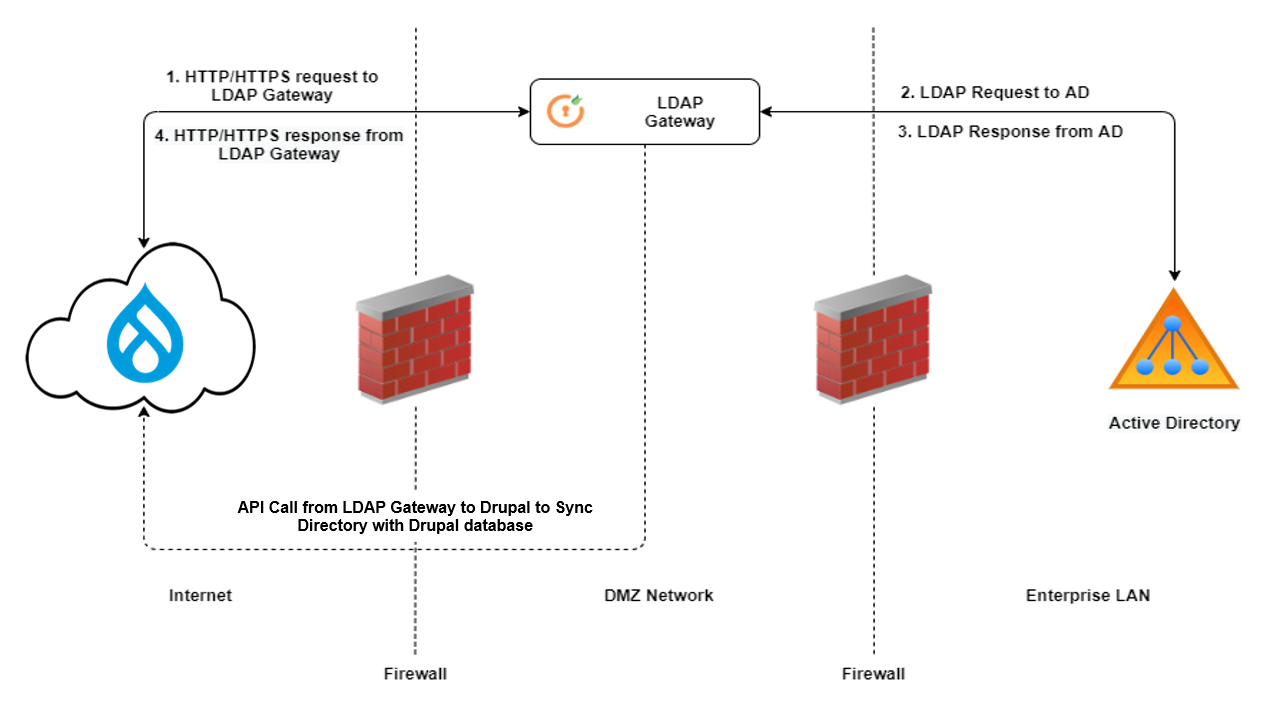 1. HTTP/HTTPS request to
LDAP Gateway
4. HTTP/HTTPS response from
LDAP Gateway
LDAP
Gateway
2. LDAP Request to AD
3. LDAP Response from AD
Active Directory
API Call from LDAP Gateway to Drupal to Sync
Directory with Drupal database
Internet
DMZ Network
Enterprise LAN
Firewall
Firewall